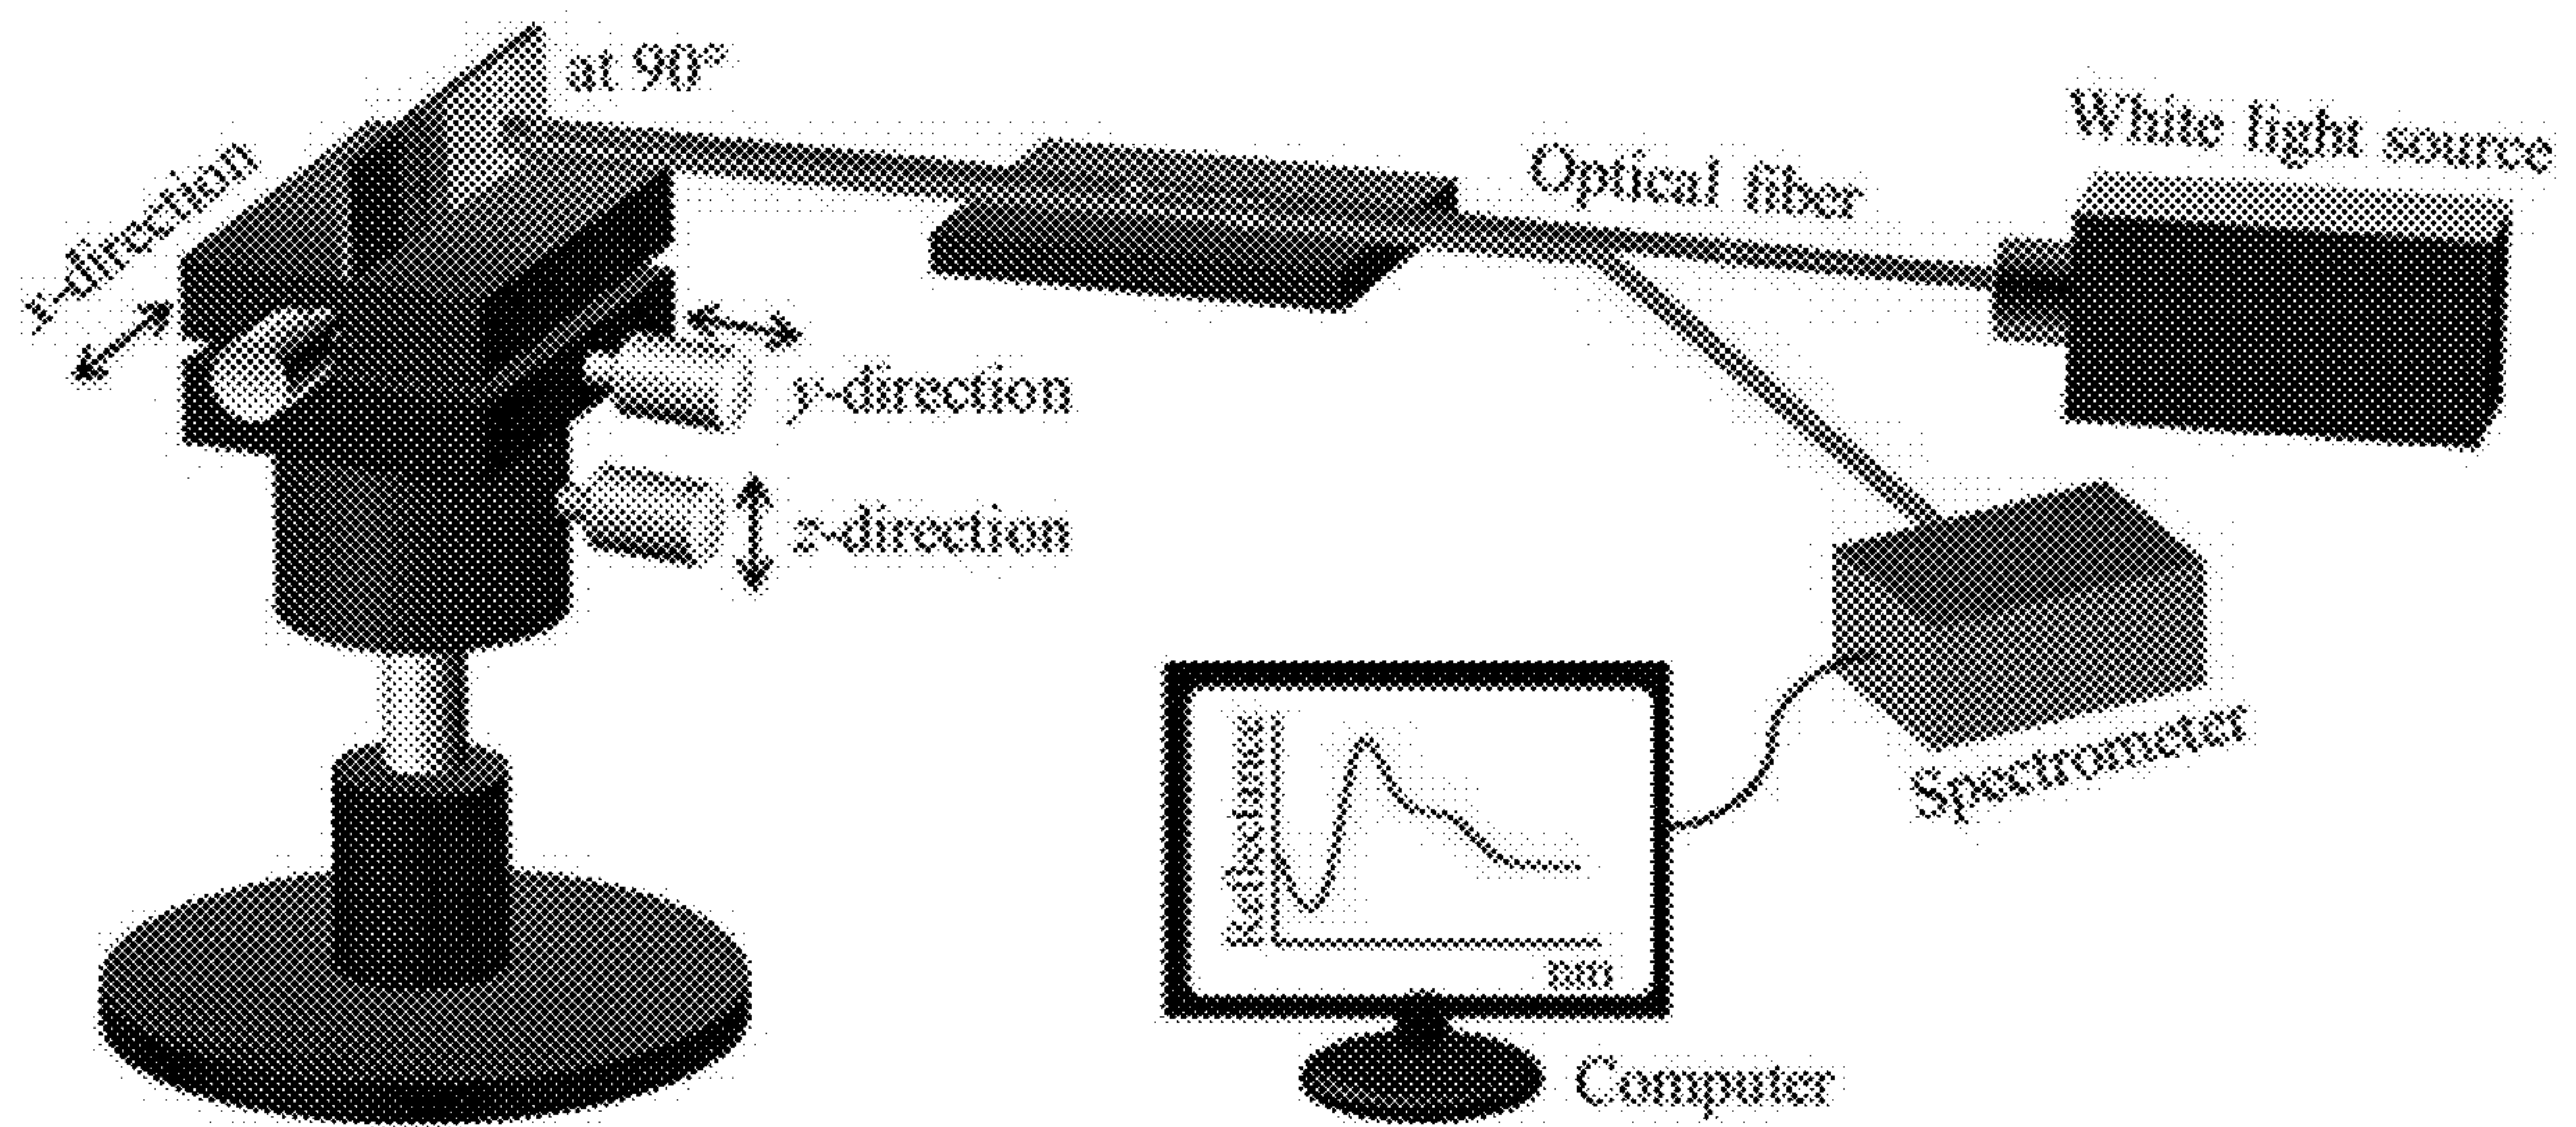 at 90°
x-direction
y-direction
z-direction
Optical fiber
White light source
Spectrometer
Reflectance
nm
Computer